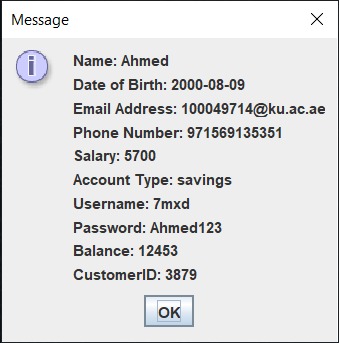 Message
Name: Ahmed
Date of Birth: 2000-08-09
Email Address: 100049714@ku.ac.ae
Phone Number: 971569135351
Salary: 5700
Account Type: savings
Username: 7mxd
Password: Ahmed123
Balance: 12453
CustomerID: 3879
OK